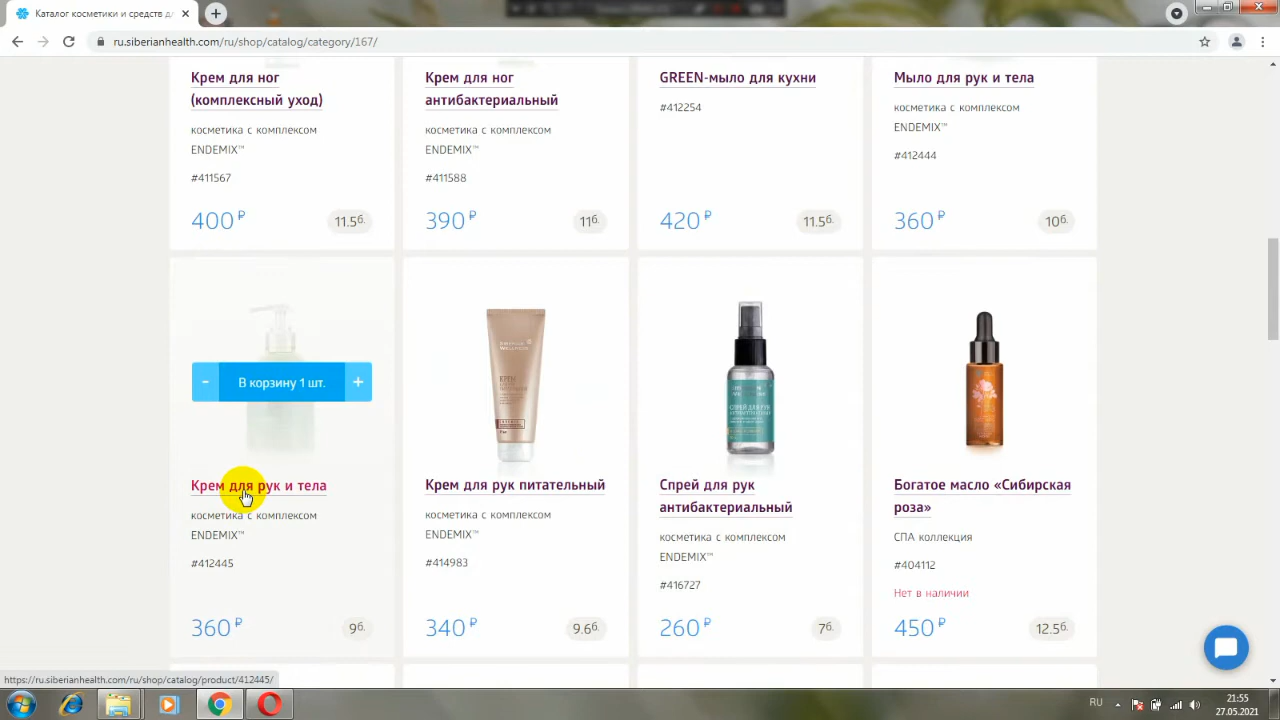 Каталог косметики и средств дл
ru.siberianhealth.com/ru/shop/catalog/category/167/
Крем для ног
(комплексный уход)
косметика с комплексом
ENDEMIX™
#411567
400 ₽
11.5б.
Крем для ног
антибактериальный
косметика с комплексом
ENDEMIX™
#411588
390 ₽
11б.
GREEN-мыло для кухни
#412254
420 ₽
11.5б.
Мыло для рук и тела
косметика с комплексом
ENDEMIX™
#412444
360 ₽
10б.
- В корзину 1 шт. +
Крем для рук и тела
косметика с комплексом
ENDEMIX™
#412445
360 ₽
9б.
КРЕМ
Крем для рук питательный
косметика с комплексом
ENDEMIX™
#414983
340 ₽
9.6б.
СПРЕЙ ДЛЯ РУК
Спрей для рук
антибактериальный
косметика с комплексом
ENDEMIX™
#416727
260 ₽
7б.
Богатое масло «Сибирская
роза»
СПА коллекция
#404112
Нет в наличии
450 ₽
12.5б.
https://ru.siberianhealth.com/ru/shop/catalog/product/412445/
RU
21:55
27.05.2021